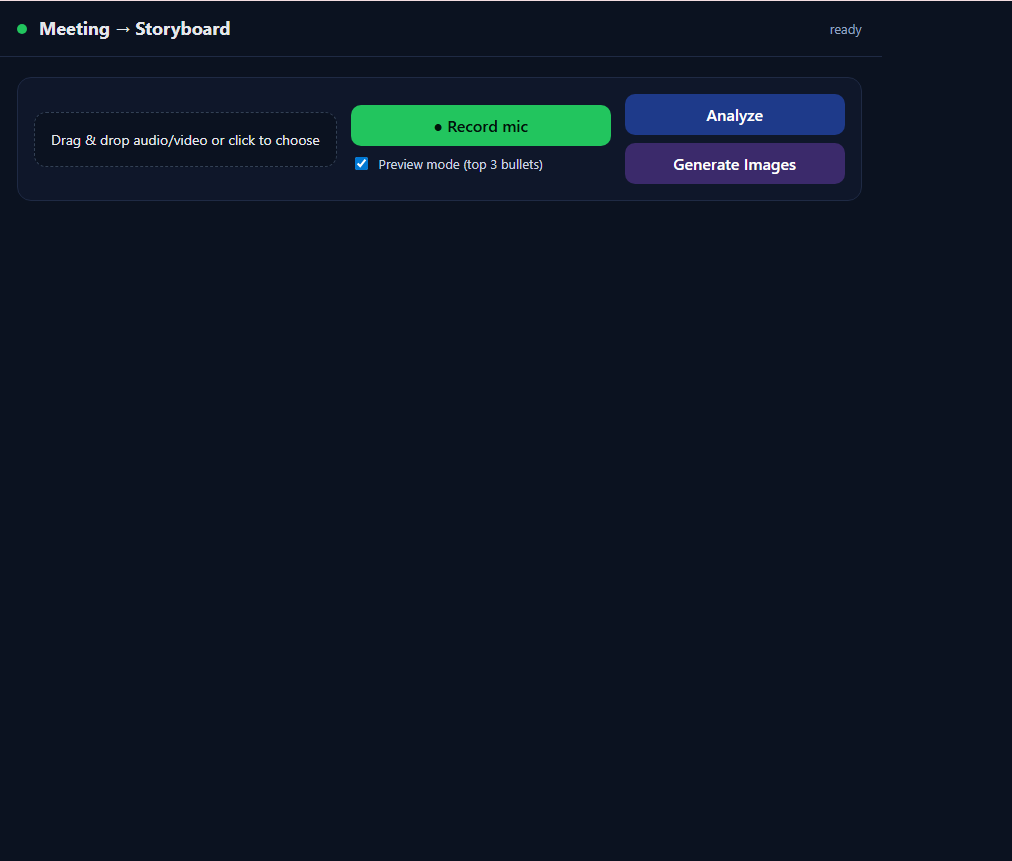 Meeting → Storyboard
ready
Drag & drop audio/video or click to choose
● Record mic
Preview mode (top 3 bullets)
Analyze
Generate Images